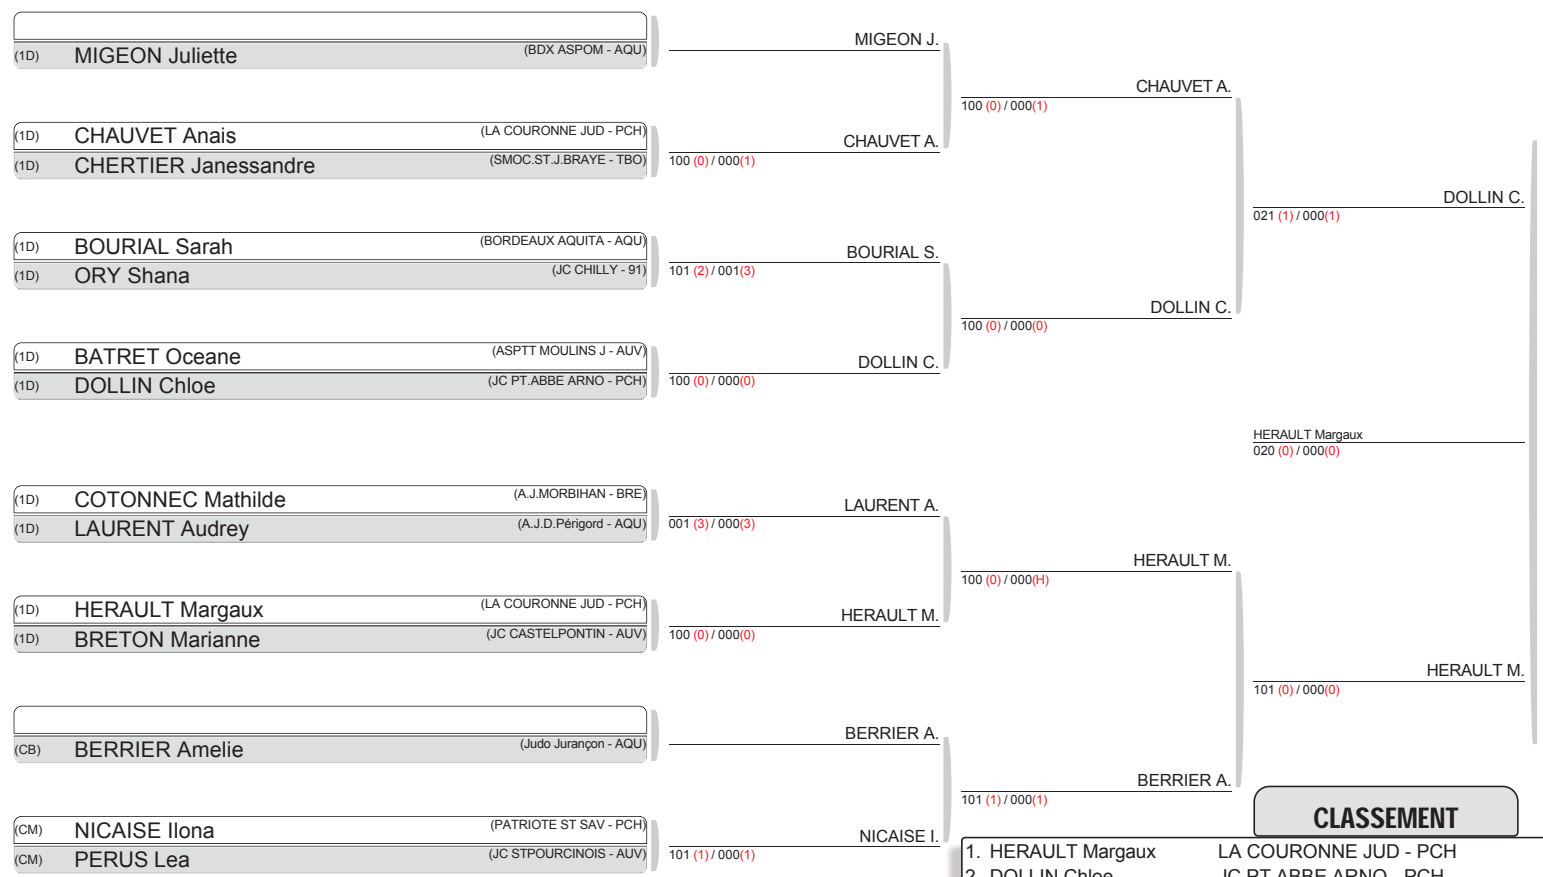 (1D) MIGEON Juliette (BDX ASPOM - AQU)
(1D) CHAUVET Anais (LA COURONNE JUD - PCH)
(1D) CHERTIER Janessandre (SMOC.ST.J.BRAYE - TBO)
(1D) BOURIAL Sarah (BORDEAUX AQUITA - AQU)
(1D) ORY Shana (JC CHILLY - 91)
(1D) BATRET Oceane (ASPTT MOULINS J - AUV)
(1D) DOLLIN Chloe (JC PT.ABBE ARNO - PCH)
(1D) COTONNEC Mathilde (A.J.MORBIHAN - BRE)
(1D) LAURENT Audrey (A.J.D.Périgord - AQU)
(1D) HERAULT Margaux (LA COURONNE JUD - PCH)
(1D) BRETON Marianne (JC CASTELPONTIN - AUV)
(CB) BERRIER Amelie (Judo Jurançon - AQU)
(CM) NICAISE Ilona (PATRIOTE ST SAV - PCH)
(CM) PERUS Lea (JC STPOURCINOIS - AUV)
MIGEON J.
CHAUVET A.
100 (0) / 000(1)
BOURIAL S.
101 (2) / 001(3)
DOLLIN C.
100 (0) / 000(0)
LAURENT A.
001 (3) / 000(3)
HERAULT M.
100 (0) / 000(0)
BERRIER A.
NICAISE I.
101 (1) / 000(1)
CHAUVET A.
100 (0) / 000(1)
DOLLIN C.
100 (0) / 000(0)
HERAULT M.
100 (0) / 000(H)
BERRIER A.
101 (1) / 000(1)
DOLLIN C.
021 (1) / 000(1)
HERAULT Margaux
020 (0) / 000(0)
HERAULT M.
101 (0) / 000(0)
CLASSEMENT
1. HERAULT Margaux LA COURONNE JUD - PCH
2. DOLLIN Chloe JC PT.ABBE ARNO - PCH